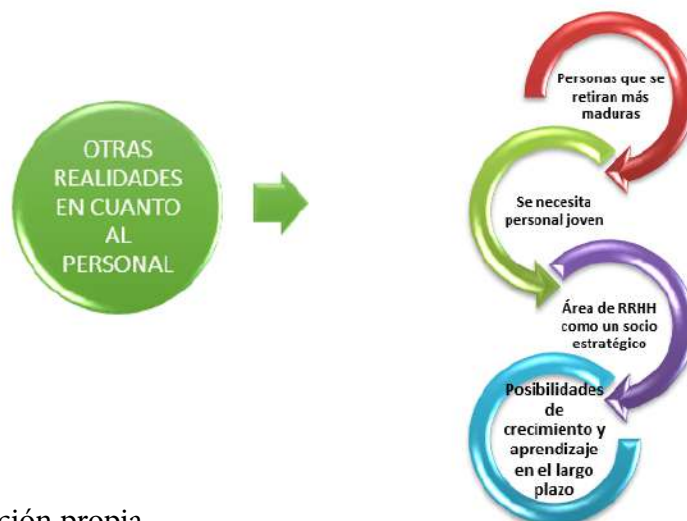 OTRAS
REALIDADES
EN CUANTO
AL
PERSONAL
Personas que se
retiran más
maduras
Se necesita
personal joven
Área de RRHH
como un socio
estratégico
Posibilidades
de
crecimiento y
aprendizaje
en el largo
plazo
ción propia